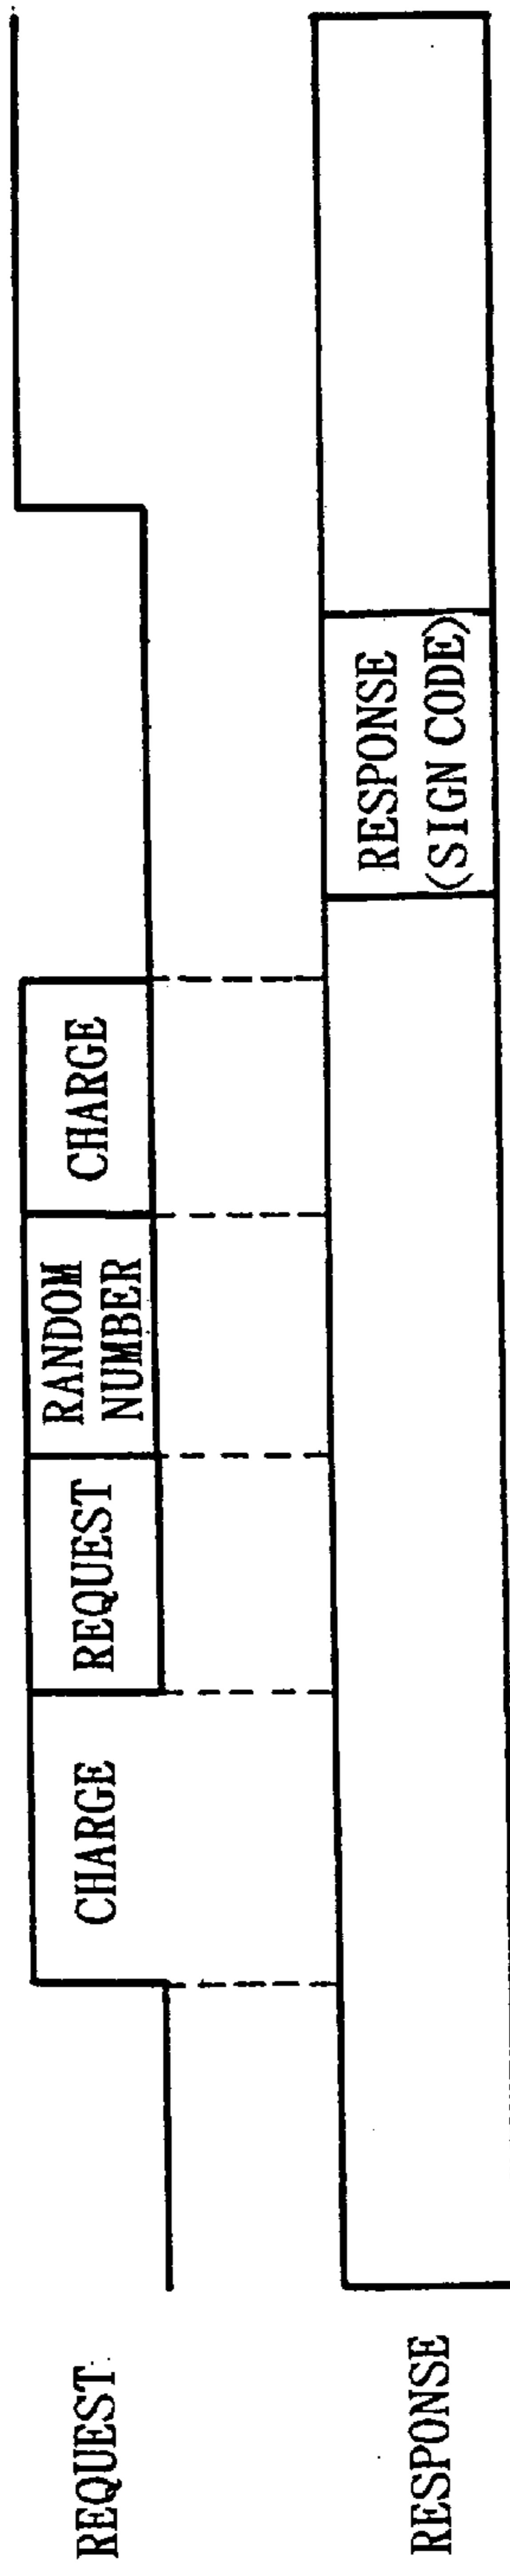 REQUEST
CHARGE
REQUEST
RANDOM
NUMBER
CHARGE
RESPONSE
RESPONSE
(SIGN CODE)